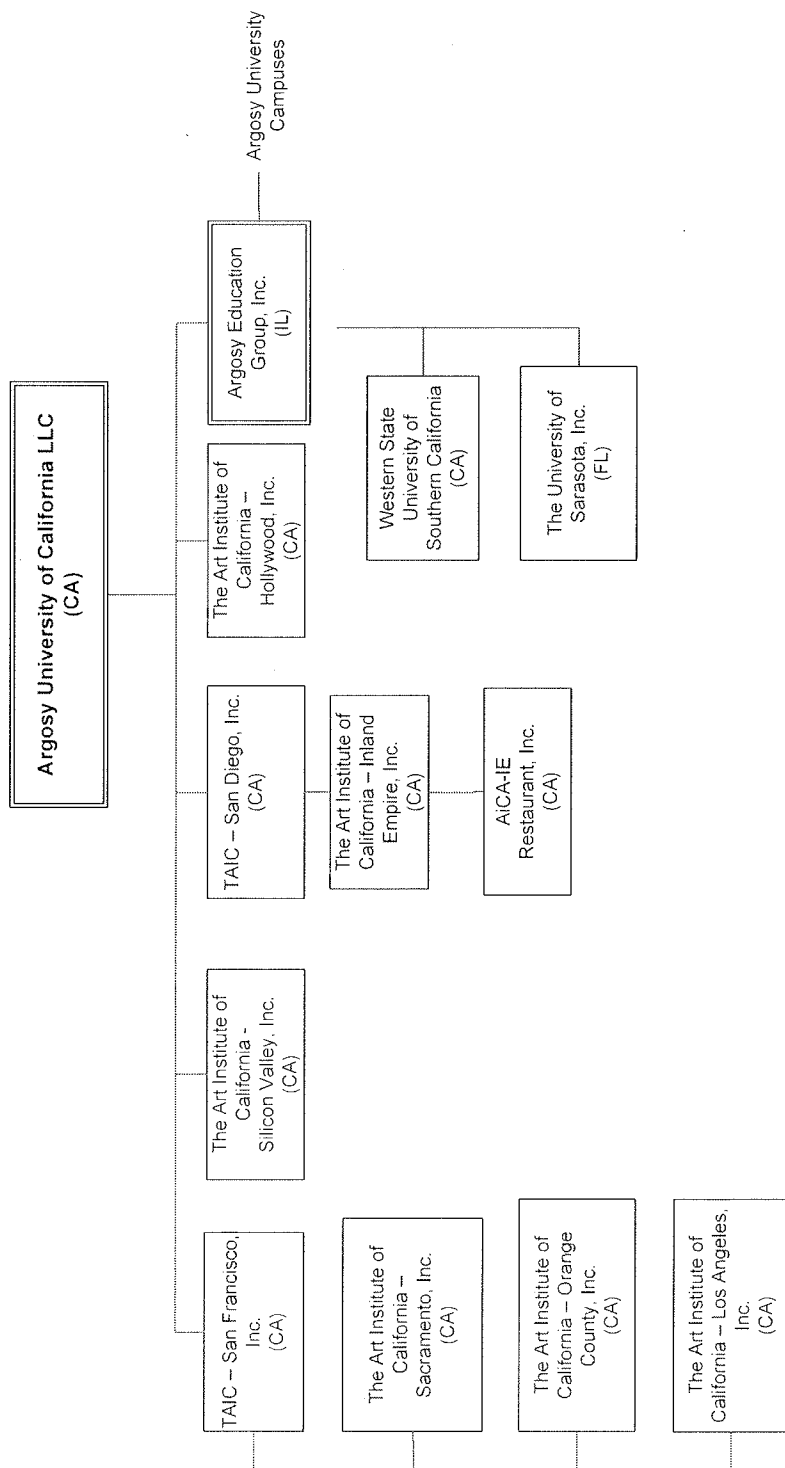 Argosy University of California LLC
(CA)
TAIC – San Francisco,
Inc.
(CA)
The Art Institute of
California –
Sacramento, Inc.
(CA)
The Art Institute of
California – Orange
County, Inc.
(CA)
The Art Institute of
California – Los Angeles,
Inc.
(CA)
The Art Institute of
California -
Silicon Valley, Inc.
(CA)
TAIC – San Diego, Inc.
(CA)
The Art Institute of
California – Inland
Empire, Inc.
(CA)
AiCA-IE
Restaurant, Inc.
(CA)
The Art Institute of
California –
Hollywood, Inc.
(CA)
Argosy Education
Group, Inc.
(IL)
Argosy University
Campuses
Western State
University of
Southern California
(CA)
The University of
Sarasota, Inc.
(FL)